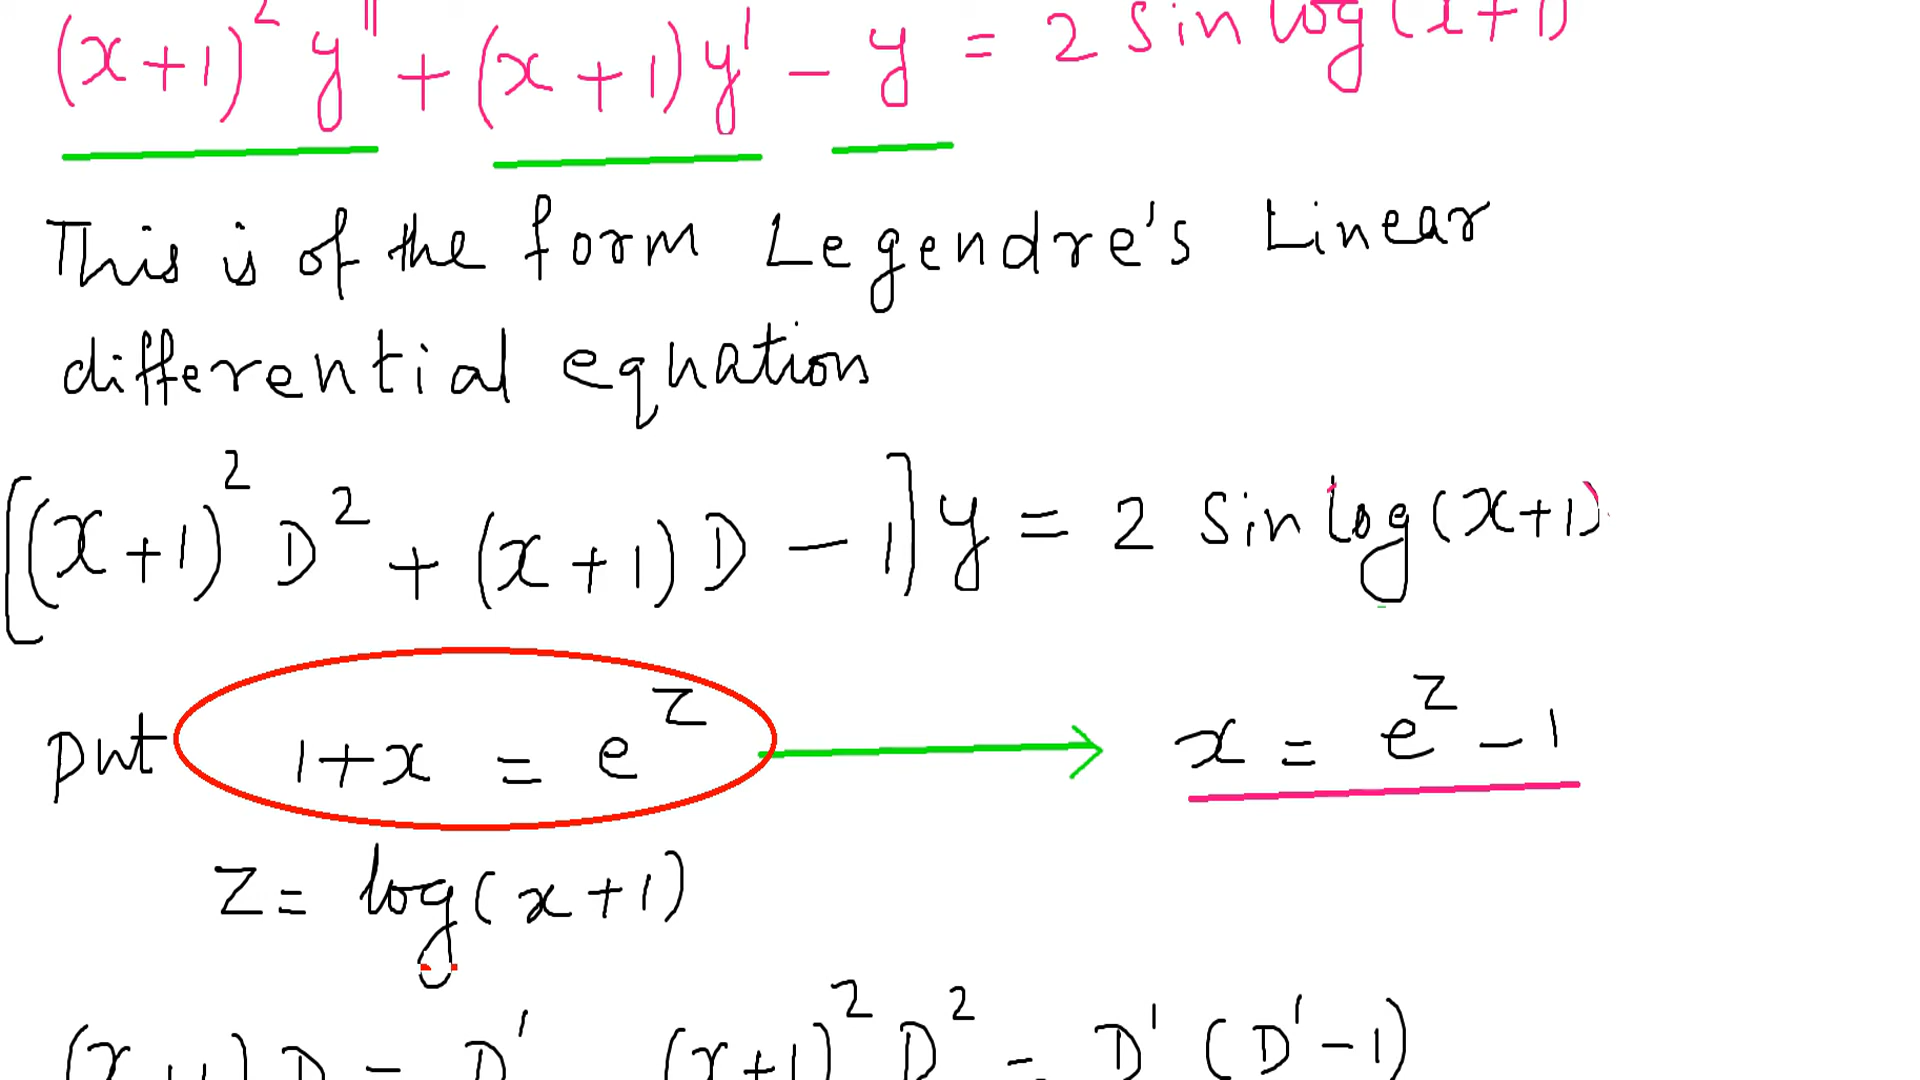 (x+1)² y'' + (x+1) y' - y = 2 sin log(x+1)
This is of the form Legendre's Linear
differential equation
[(x+1)² D² + (x+1) D - 1] y = 2 Sin log(x+1)
put 1+x = e^z x = e^z - 1
z = log(x+1)
(x+1) D = D' (x+1)² D² = D' (D'-1)